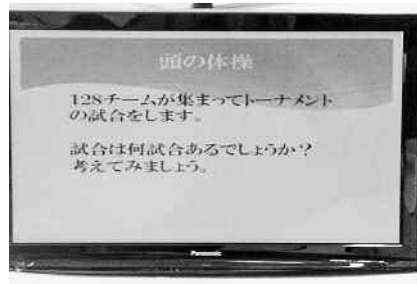 頭の体操
128チームが集まってトーナメント
の試合をします。
試合は何試合あるでしょうか?
考えてみましょう。
Panasonic